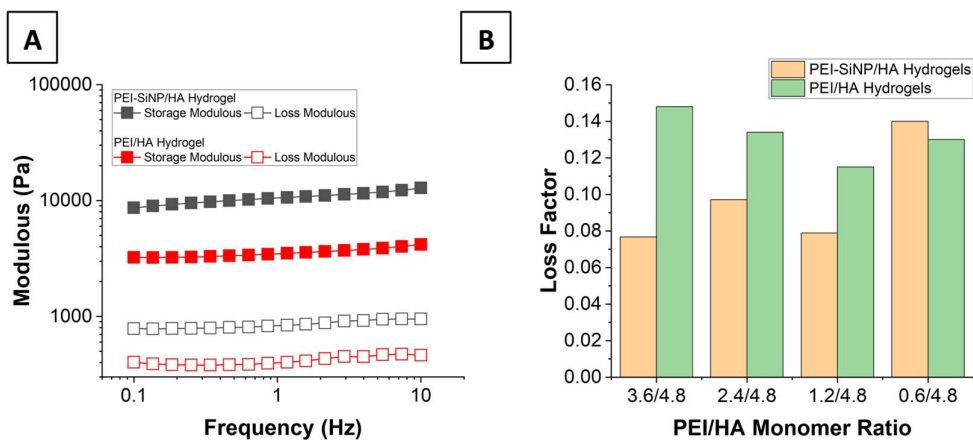 A
100000
10000
1000
Modulous (Pa)
PEI-SiNP/HA Hydrogel
Storage Modulous Loss Modulous
PEI/HA Hydrogel
Storage Modulous Loss Modulous
0.1 1 10
Frequency (Hz)
B
PEI-SiNP/HA Hydrogels
PEI/HA Hydrogels
0.16
0.14
0.12
0.10
0.08
0.06
0.04
0.02
0.00
Loss Factor
3.6/4.8 2.4/4.8 1.2/4.8 0.6/4.8
PEI/HA Monomer Ratio